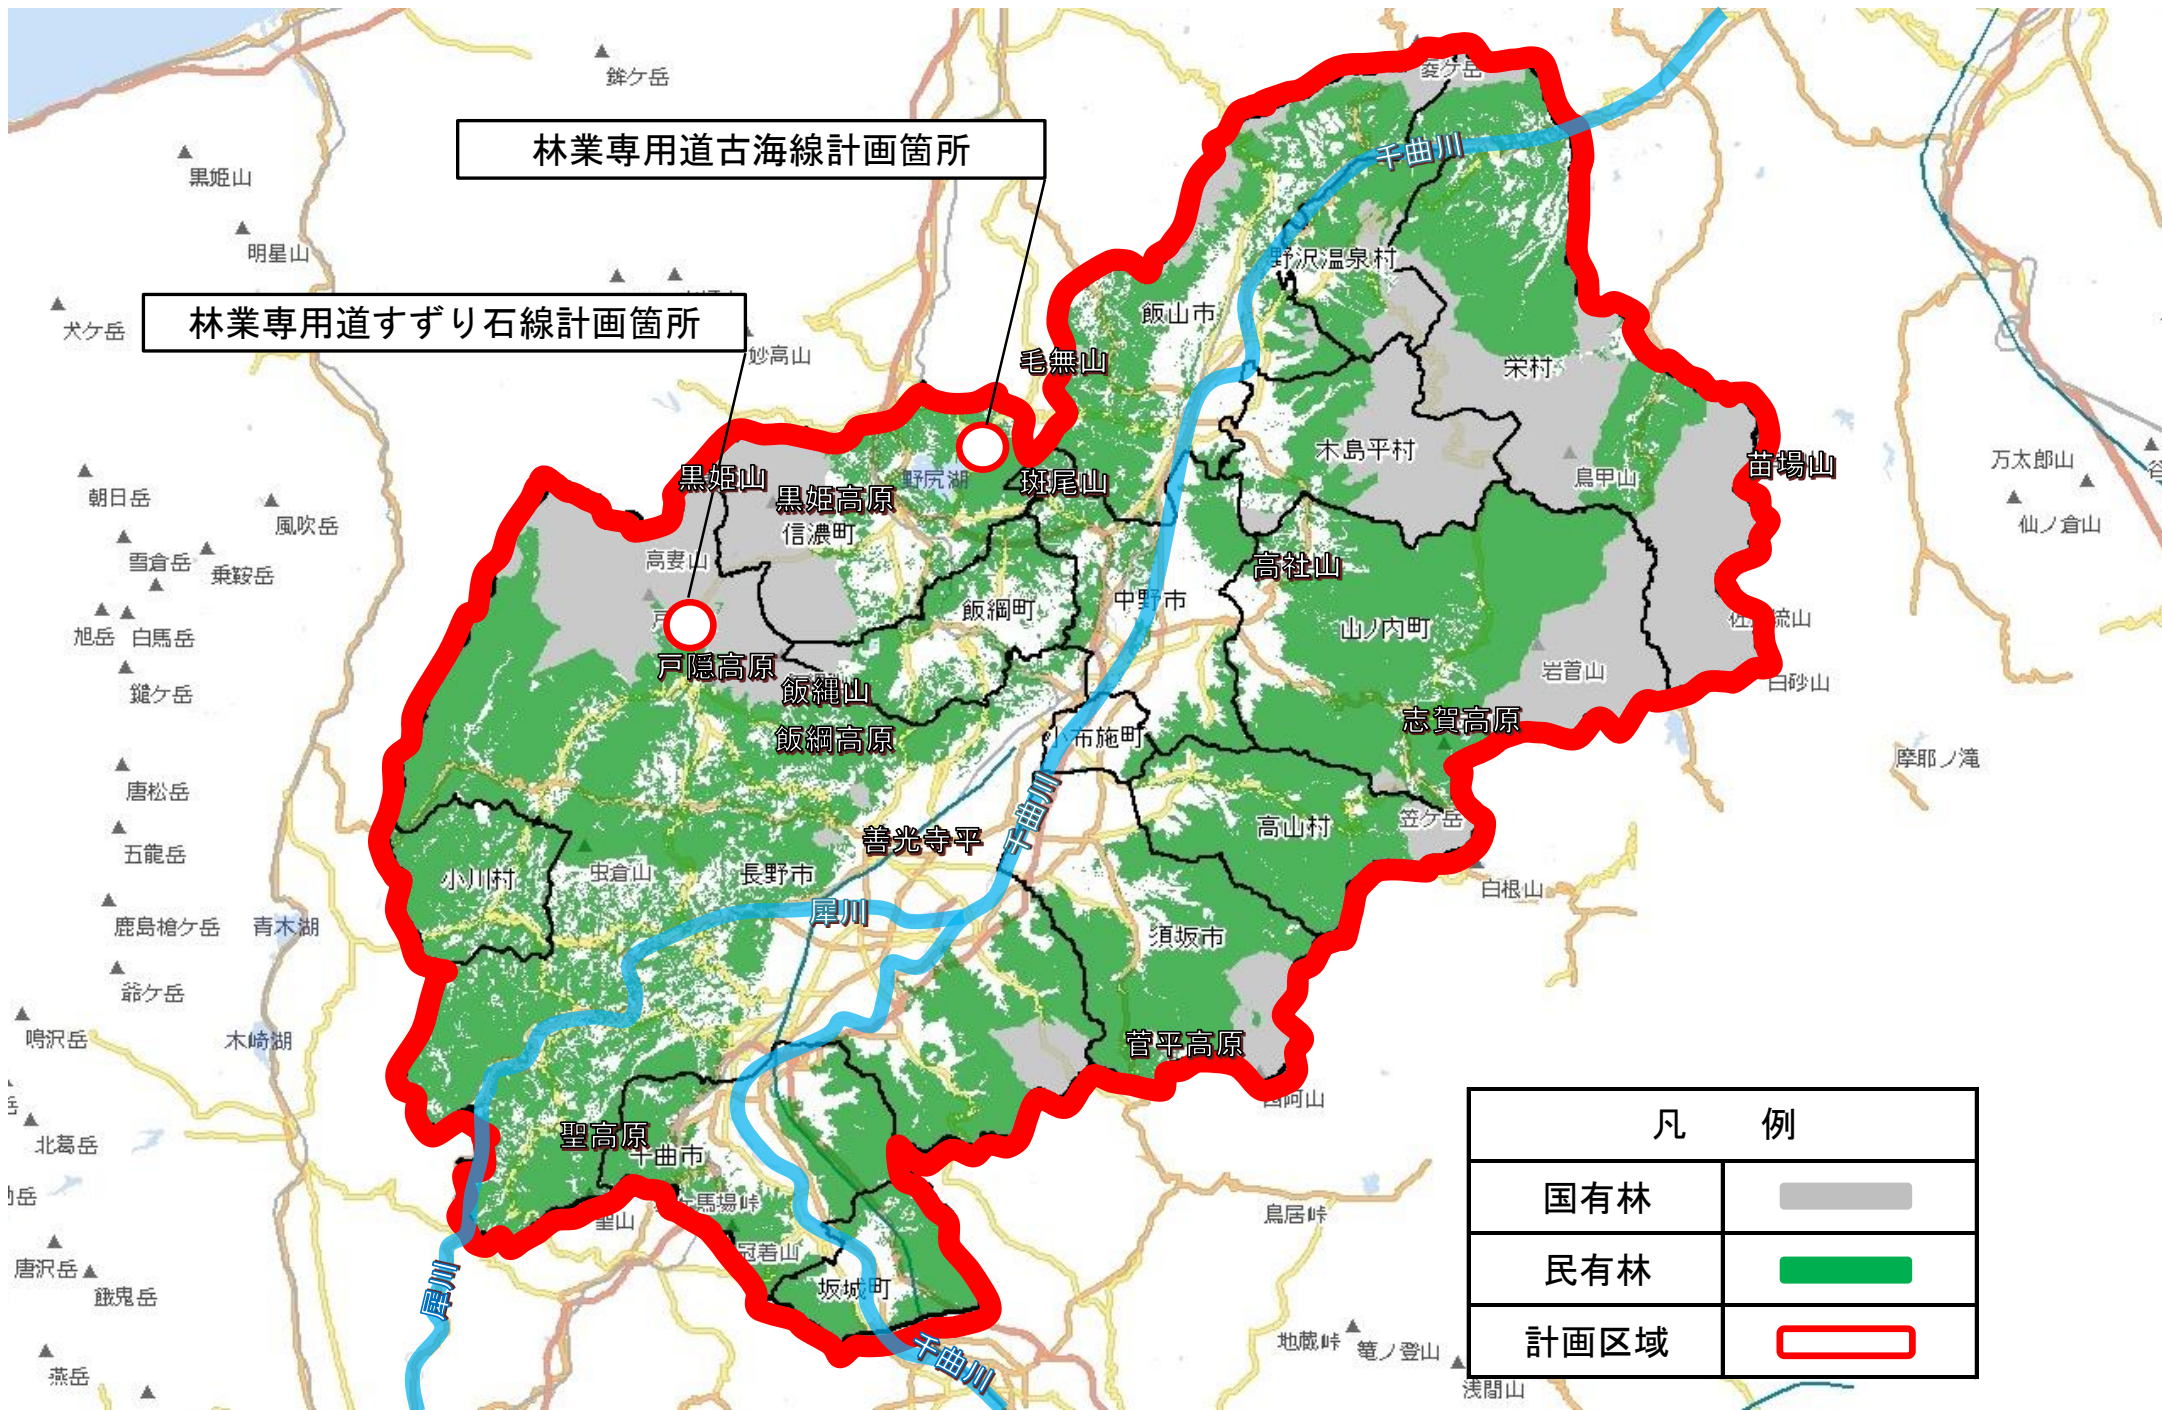 鉾ケ岳
菱ケ岳
林業専用道古海線計画箇所
千曲川
黒姫山
明星山
野沢温泉村
飯山市
林業専用道すずり石線計画箇所
犬ケ岳
妙高山
毛無山
栄村
木島平村
万太郎山
苗場山
黒姫山
野尻湖
斑尾山
鳥甲山
朝日岳
黒姫高原
風吹岳
信濃町
仙ノ倉山
雪倉岳
乗鞍岳
高妻山
高社山
飯綱町
中野市
山ノ内町
旭岳
白馬岳
戸隠高原
岩菅山
白砂山
鑓ケ岳
飯縄山
志賀高原
飯綱高原
小布施町
摩耶ノ滝
唐松岳
千曲川
高山村
笠ケ岳
五龍岳
善光寺平
小川村
虫倉山
長野市
白根山
鹿島槍ケ岳
青木湖
犀川
須坂市
爺ケ岳
鳴沢岳
木崎湖
菅平高原
北葛岳
聖高原
千曲市
聖山
冠着山
鳥居峠
唐沢岳
餓鬼岳
犀川
坂城町
千曲川
地蔵峠
篭ノ登山
燕岳
浅間山
凡 例
国有林
民有林
計画区域